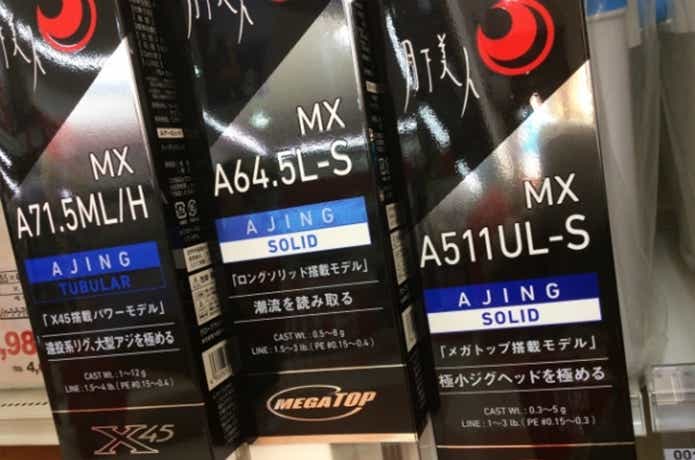 美人
MX
A71.5ML/H
AJING
TUBULAR
「X45搭載パワーモデル」
遠投系リグ、大型アジを極める
CAST WT.: 1~12g
LINE : 1.5~4 lb. ( PE #0.15~0.4 )
X45
月下美人
MX
A64.5L-S
AJING
SOLID
「ロングソリッド搭載モデル」
潮流を読み取る
CAST WT.: 0.5~8g
LINE : 1.5~3 lb. ( PE #0.15~0.4 )
MEGATOP
月下美人
MX
A511UL-S
AJING
SOLID
「メガトップ搭載モデル」
極小ジグヘッドを極める
CAST WT.: 0.3~5g
LINE : 1~3 lb. ( PE #0.15~0.3 )